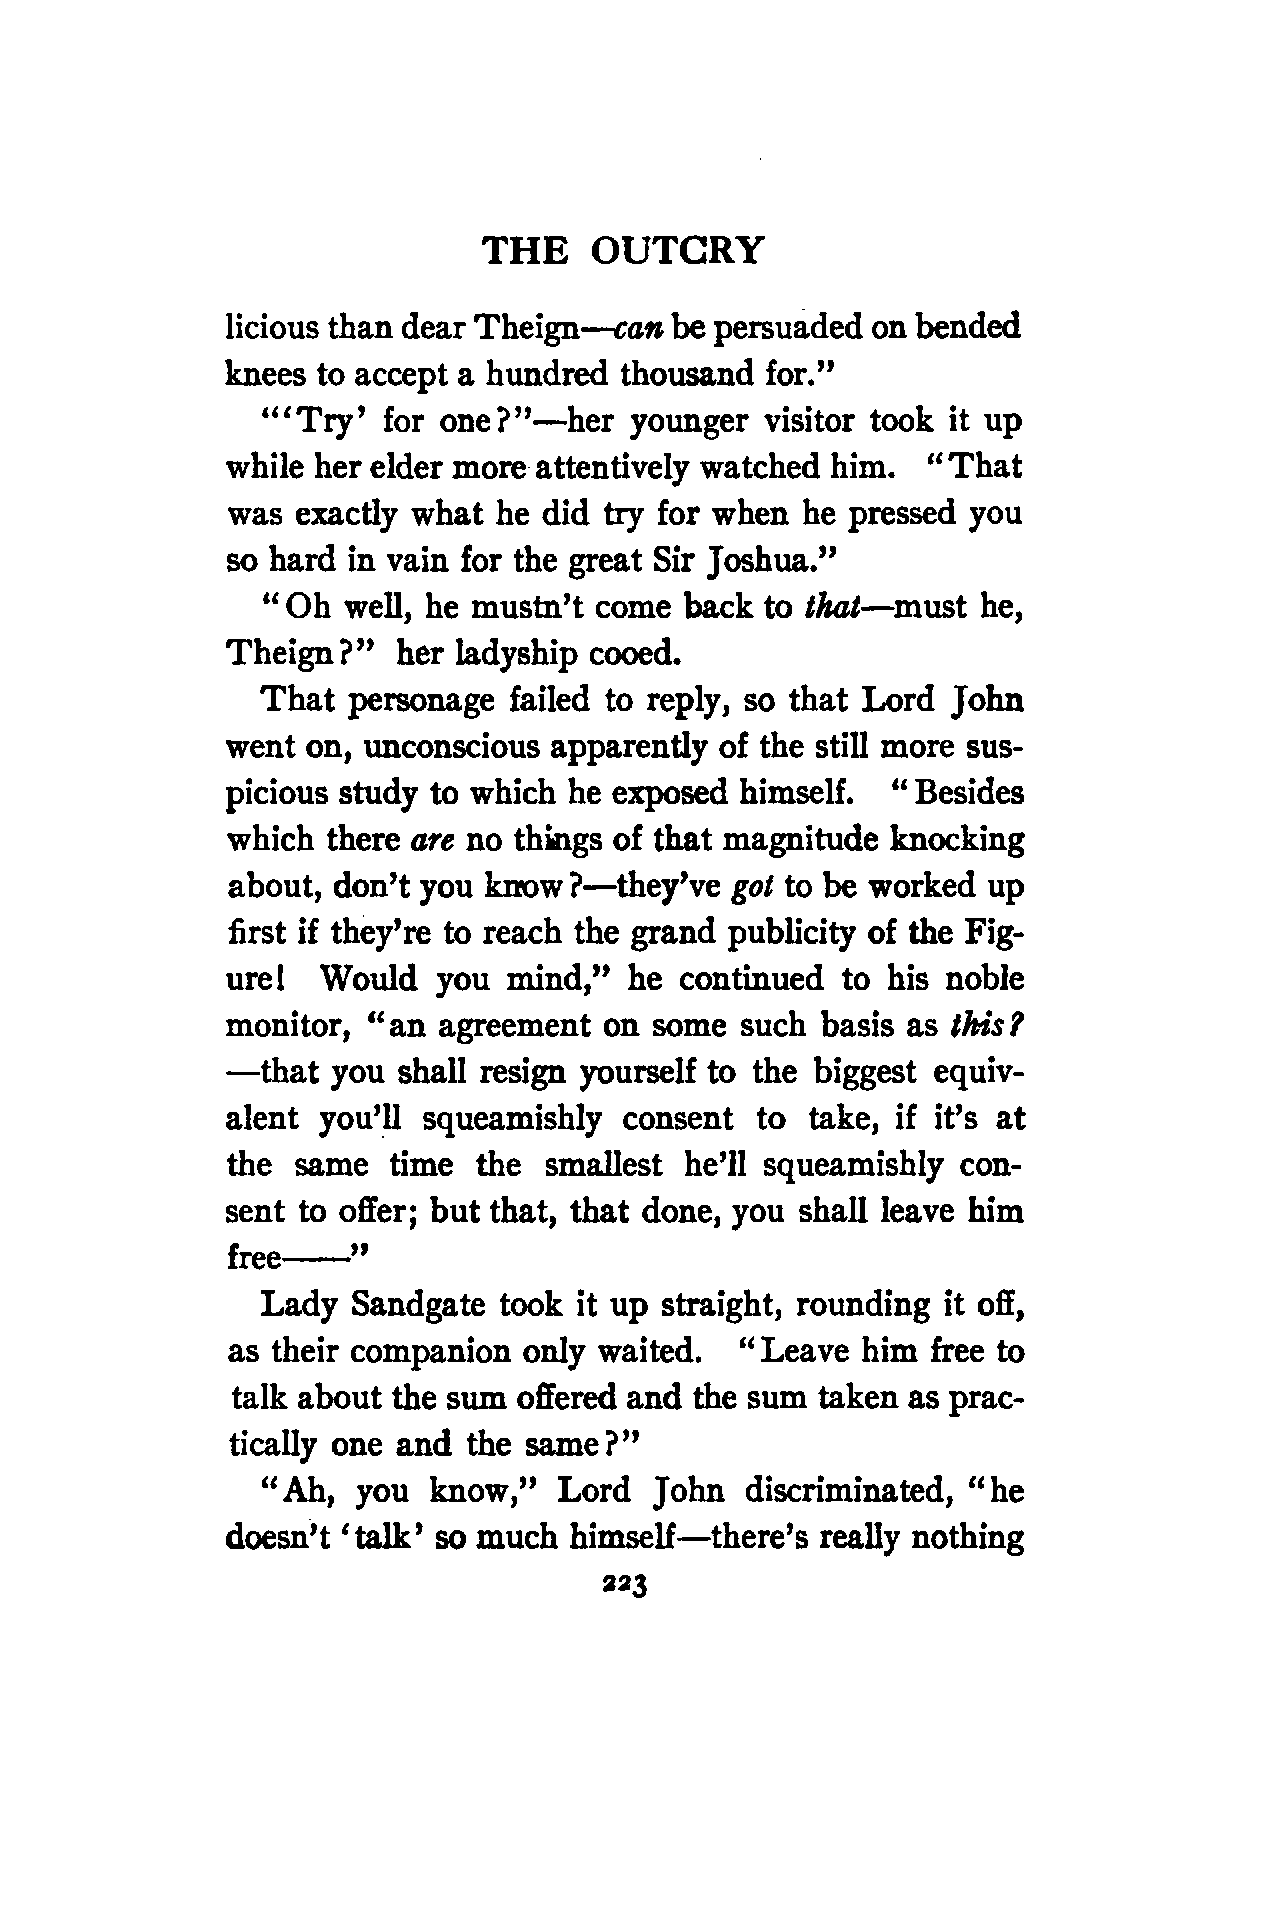 THE OUTCRY
licious than dear Theign—can be persuaded on bended
knees to accept a hundred thousand for.”
“‘Try’ for one?”—her younger visitor took it up
while her elder more attentively watched him. “That
was exactly what he did try for when he pressed you
so hard in vain for the great Sir Joshua.”
“Oh well, he mustn’t come back to that—must he,
Theign?” her ladyship cooed.
That personage failed to reply, so that Lord John
went on, unconscious apparently of the still more sus-
picious study to which he exposed himself. “Besides
which there are no things of that magnitude knocking
about, don’t you know?—they’ve got to be worked up
first if they’re to reach the grand publicity of the Fig-
ure! Would you mind,” he continued to his noble
monitor, “an agreement on some such basis as this?
—that you shall resign yourself to the biggest equiv-
alent you’ll squeamishly consent to take, if it’s at
the same time the smallest he’ll squeamishly con-
sent to offer; but that, that done, you shall leave him
free——”
Lady Sandgate took it up straight, rounding it off,
as their companion only waited. “Leave him free to
talk about the sum offered and the sum taken as prac-
tically one and the same?”
“Ah, you know,” Lord John discriminated, “he
doesn’t ‘talk’ so much himself—there’s really nothing
223